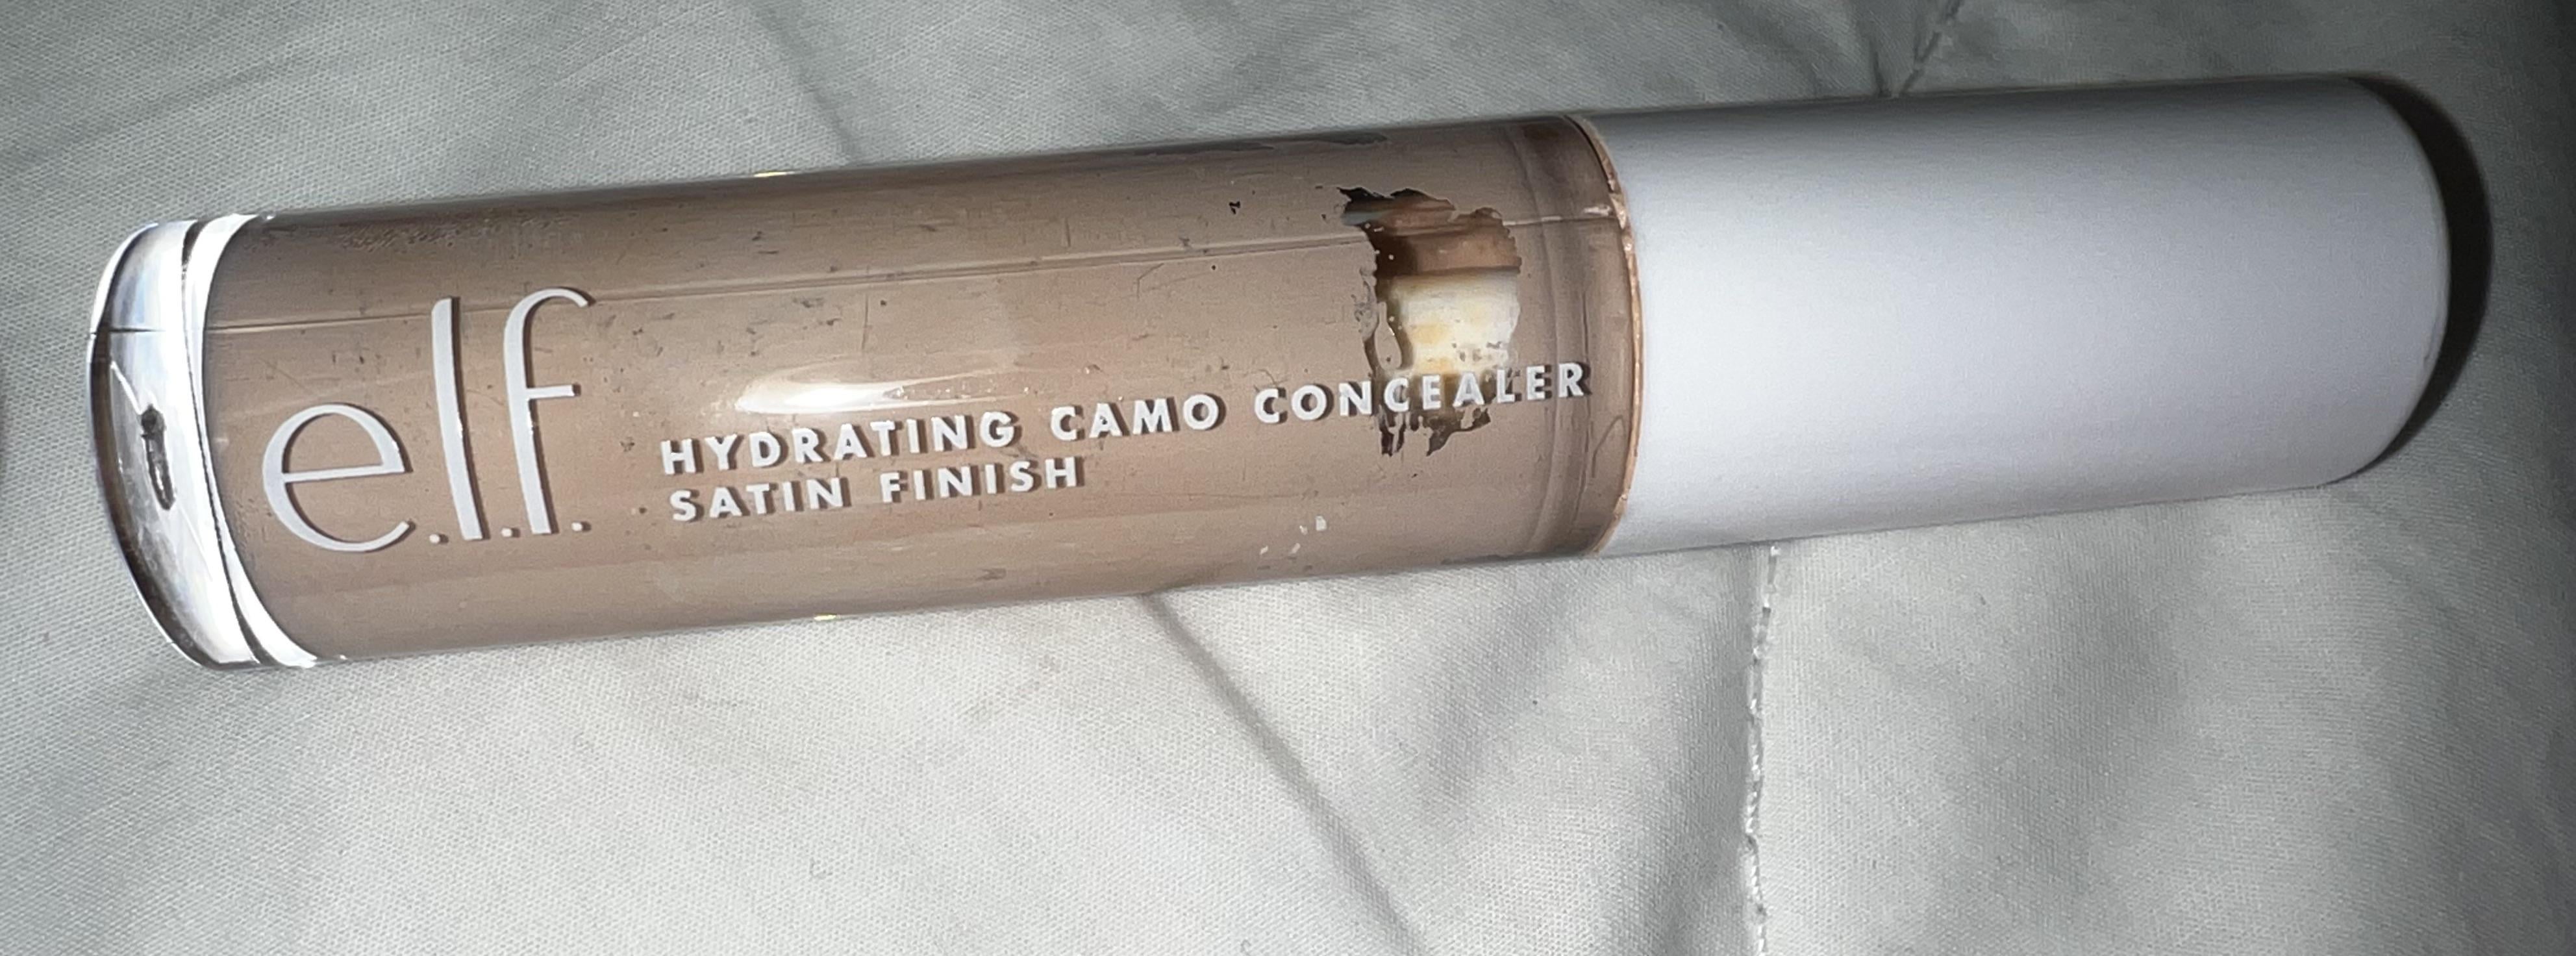 e.l.f.
HYDRATING CAMO CONCEALER
SATIN FINISH